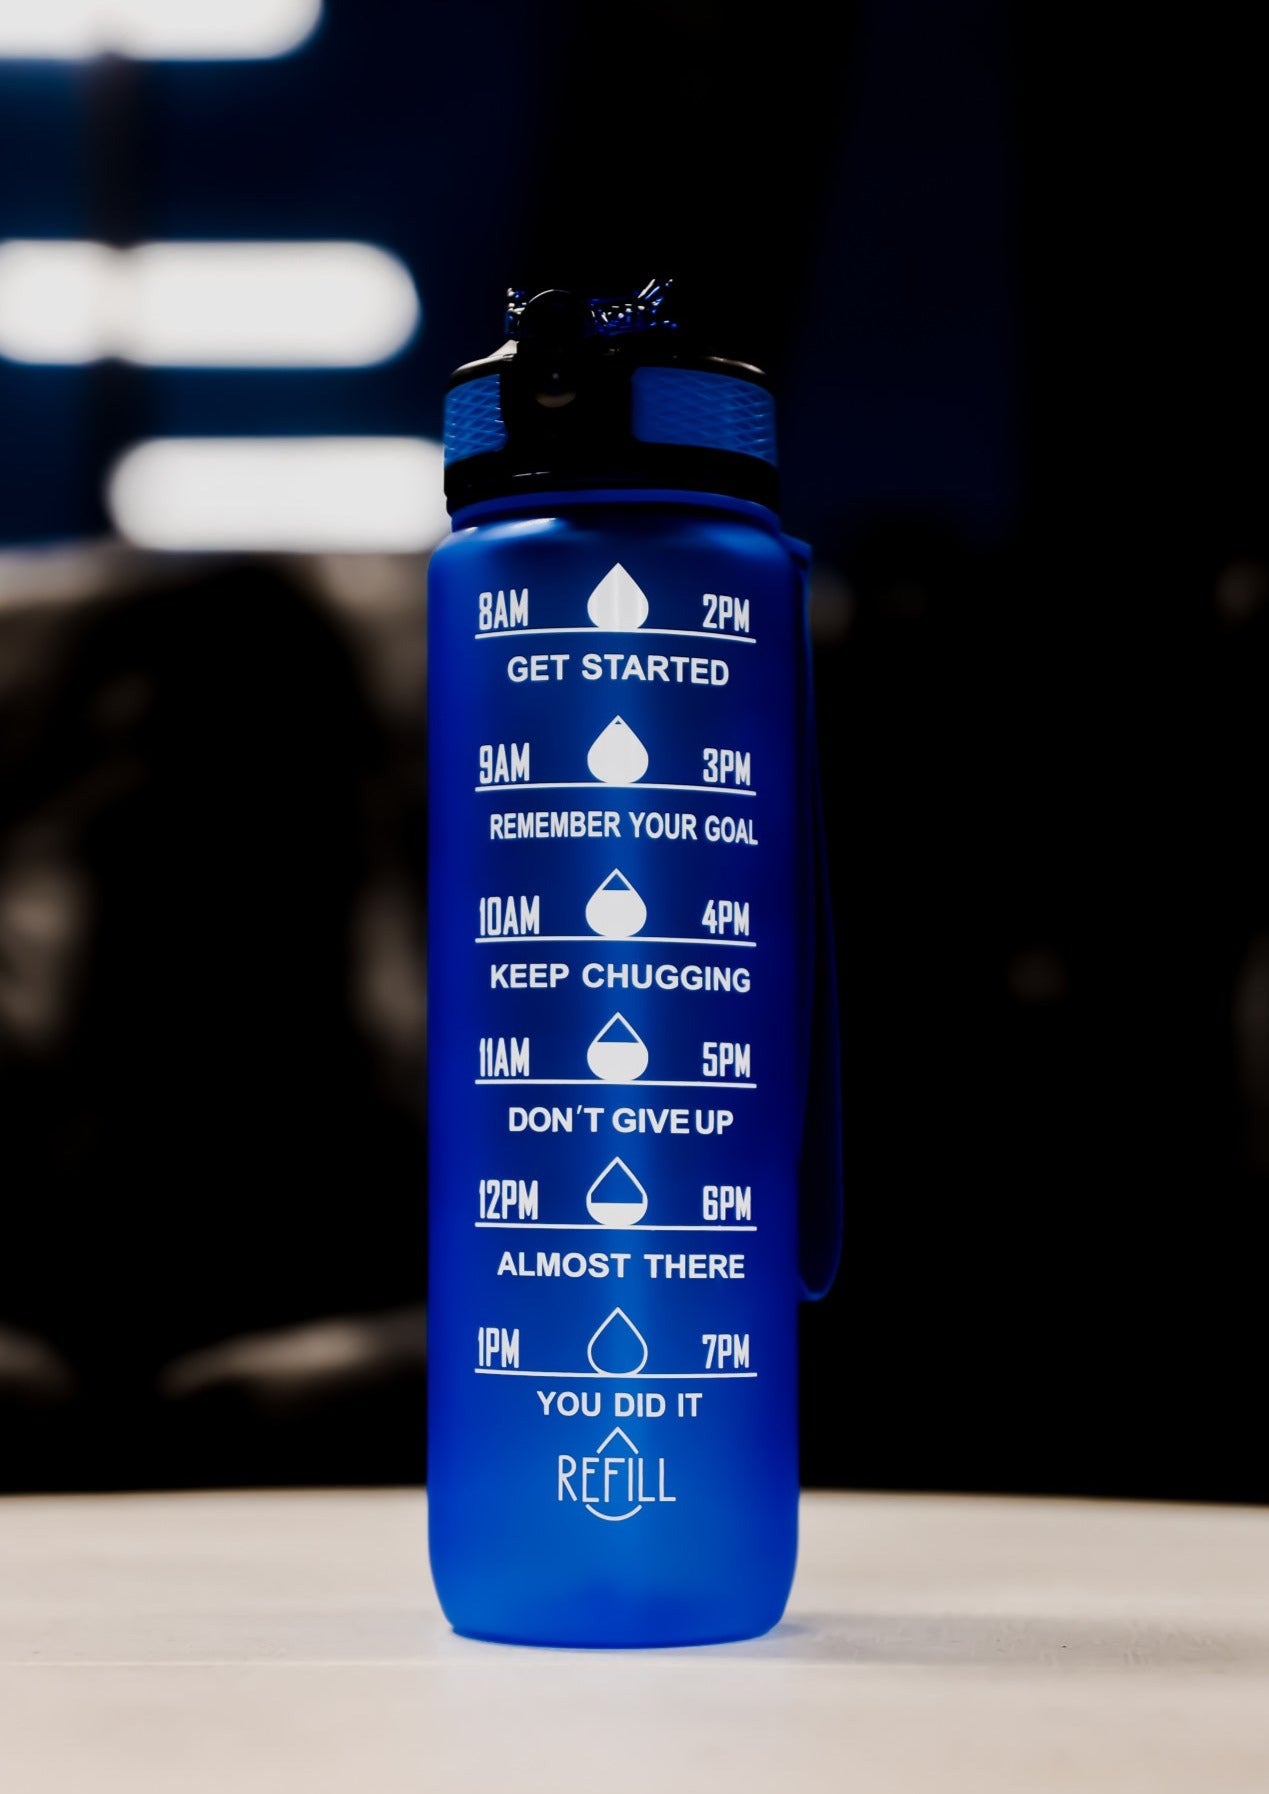 8AM 2PM
GET STARTED
9AM 3PM
REMEMBER YOUR GOAL
10AM 4PM
KEEP CHUGGING
11AM 5PM
DON'T GIVE UP
12PM 6PM
ALMOST THERE
1PM 7PM
YOU DID IT
REFILL